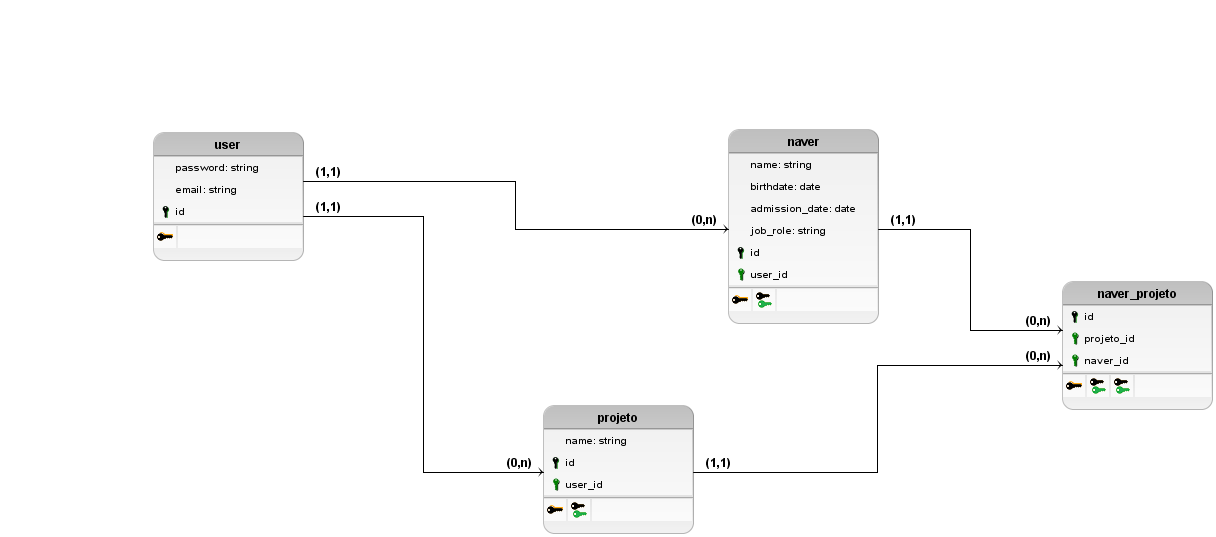 user
password: string
email: string
id
(1,1)
(1,1)
(0,n)
naver
name: string
birthdate: date
admission_date: date
job_role: string
id
user_id
(1,1)
(0,n)
naver_projeto
id
projeto_id
naver_id
(0,n)
projeto
name: string
id
user_id
(0,n)
(1,1)